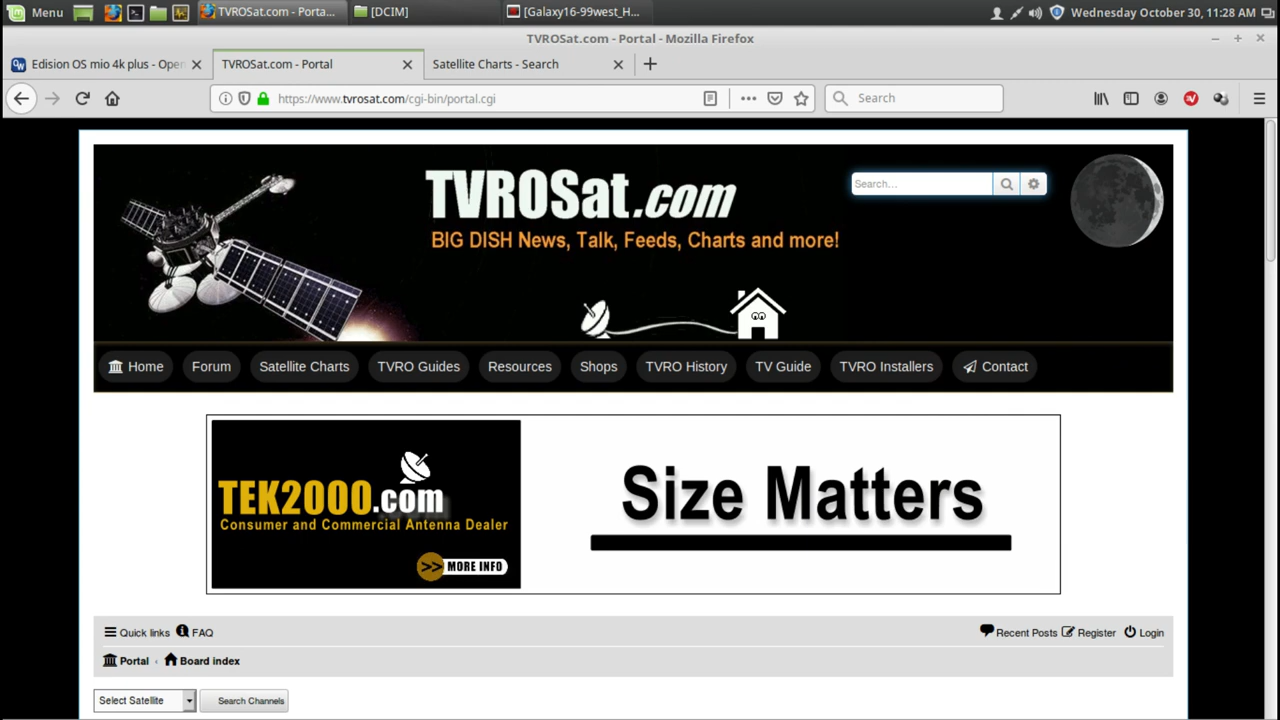 Menu
TVROSat.com - Porta...
[DCIM]
[Galaxy16-99west_H...
Wednesday October 30, 11:28 AM
TVROSat.com - Portal - Mozilla Firefox
Edision OS mio 4k plus - Open
TVROSat.com - Portal
Satellite Charts - Search
https://www.tvrosat.com/cgi-bin/portal.cgi
Search
TVROSat.com
Search…
BIG DISH News, Talk, Feeds, Charts and more!
Home
Forum
Satellite Charts
TVRO Guides
Resources
Shops
TVRO History
TV Guide
TVRO Installers
Contact
TEK2000.com
Consumer and Commercial Antenna Dealer
>> MORE INFO
Size Matters
Quick links
FAQ
Recent Posts
Register
Login
Portal ‹ Board index
Select Satellite
Search Channels